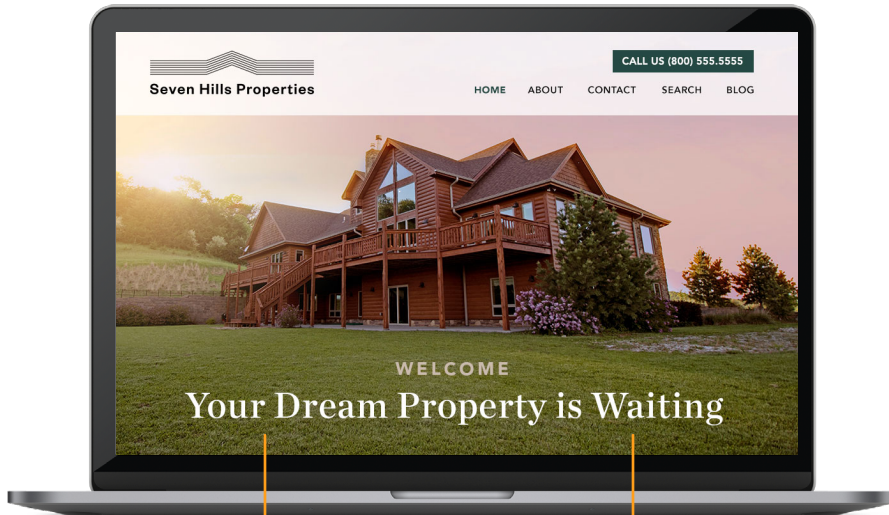 CALL US (800) 555.5555
Seven Hills Properties
HOME ABOUT CONTACT SEARCH BLOG
WELCOME
Your Dream Property is Waiting